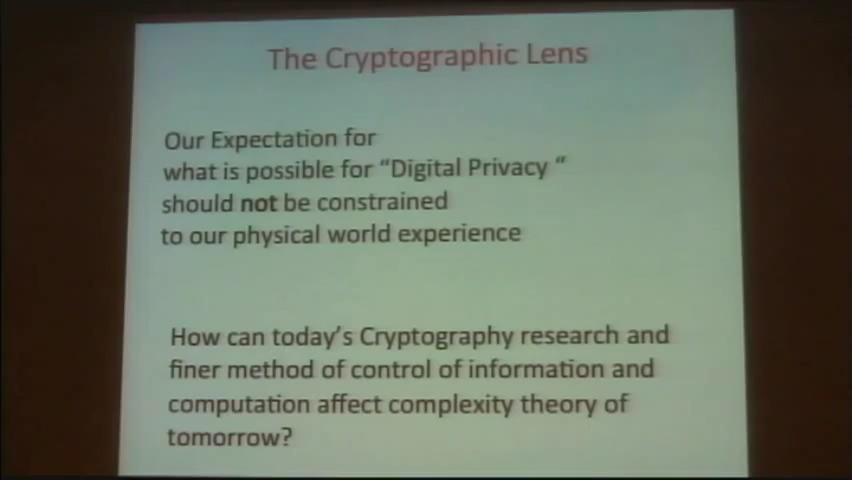 The Cryptographic Lens
Our Expectation for
what is possible for “Digital Privacy “
should not be constrained
to our physical world experience
How can today’s Cryptography research and
finer method of control of information and
computation affect complexity theory of
tomorrow?